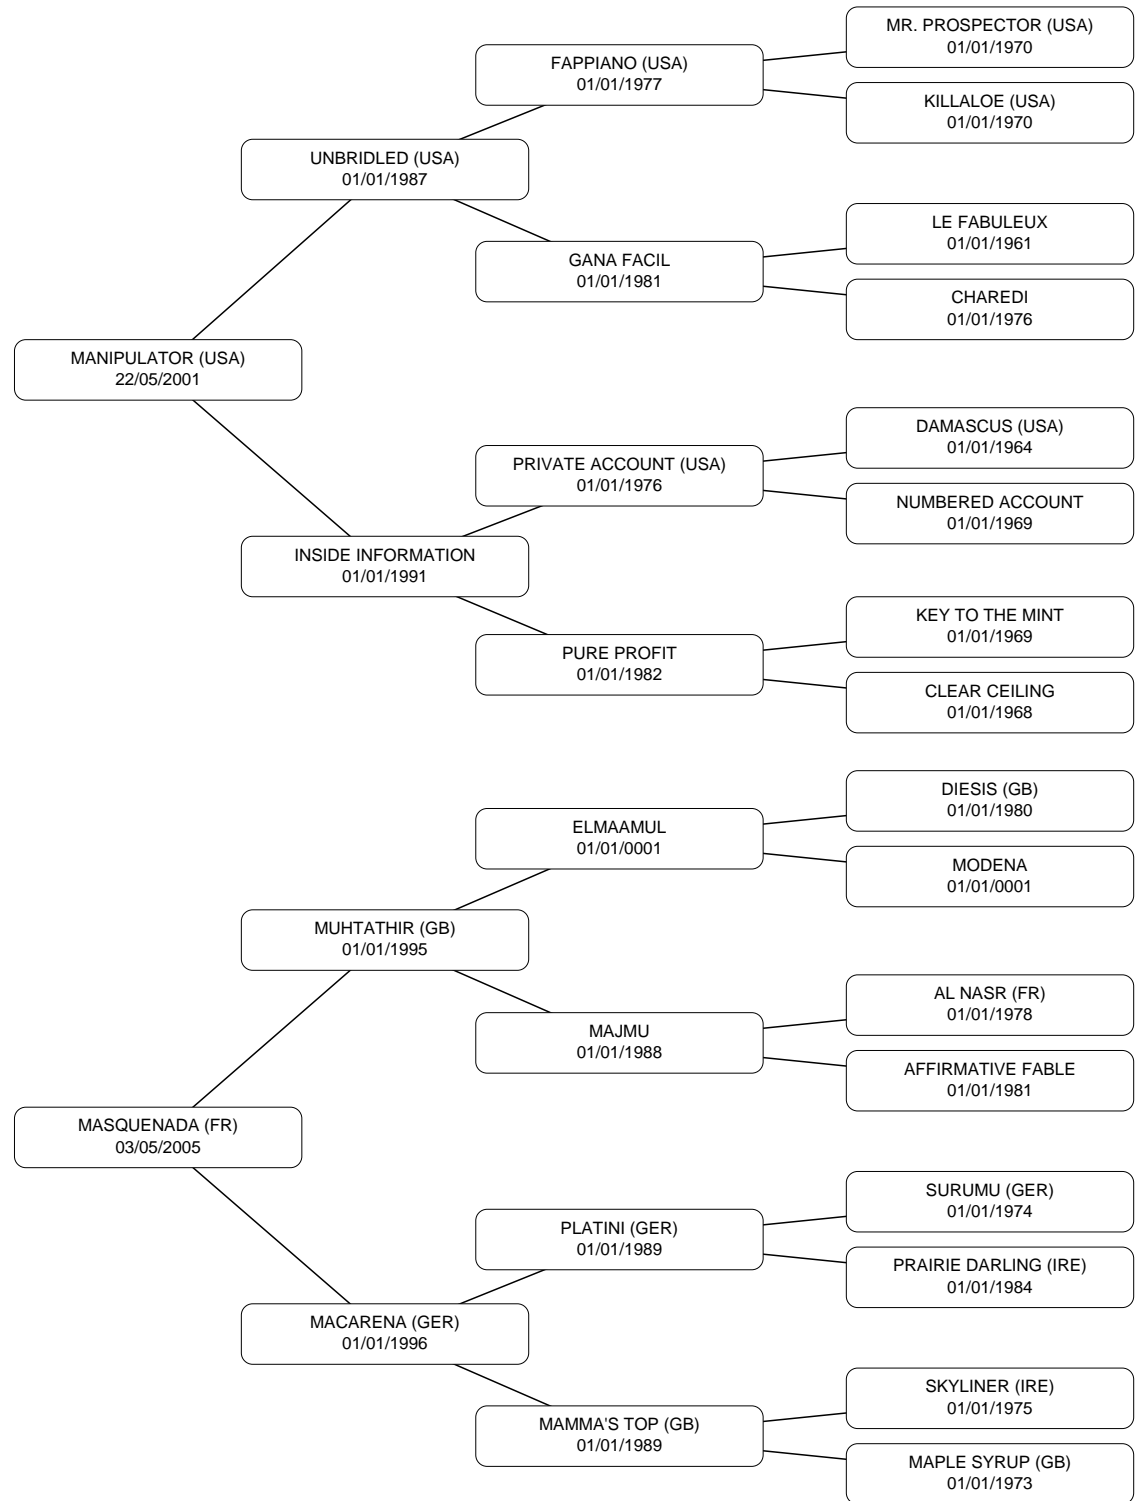 MR. PROSPECTOR (USA)
01/01/1970
FAPPIANO (USA)
01/01/1977
KILLALOE (USA)
01/01/1970
UNBRIDLED (USA)
01/01/1987
LE FABULEUX
01/01/1961
GANA FACIL
01/01/1981
CHAREDI
01/01/1976
MANIPULATOR (USA)
22/05/2001
DAMASCUS (USA)
01/01/1964
PRIVATE ACCOUNT (USA)
01/01/1976
NUMBERED ACCOUNT
01/01/1969
INSIDE INFORMATION
01/01/1991
KEY TO THE MINT
01/01/1969
PURE PROFIT
01/01/1982
CLEAR CEILING
01/01/1968
DIESIS (GB)
01/01/1980
ELMAAMUL
01/01/0001
MODENA
01/01/0001
MUHTATHIR (GB)
01/01/1995
AL NASR (FR)
01/01/1978
MAJMU
01/01/1988
AFFIRMATIVE FABLE
01/01/1981
MASQUENADA (FR)
03/05/2005
SURUMU (GER)
01/01/1974
PLATINI (GER)
01/01/1989
PRAIRIE DARLING (IRE)
01/01/1984
MACARENA (GER)
01/01/1996
SKYLINER (IRE)
01/01/1975
MAMMA'S TOP (GB)
01/01/1989
MAPLE SYRUP (GB)
01/01/1973